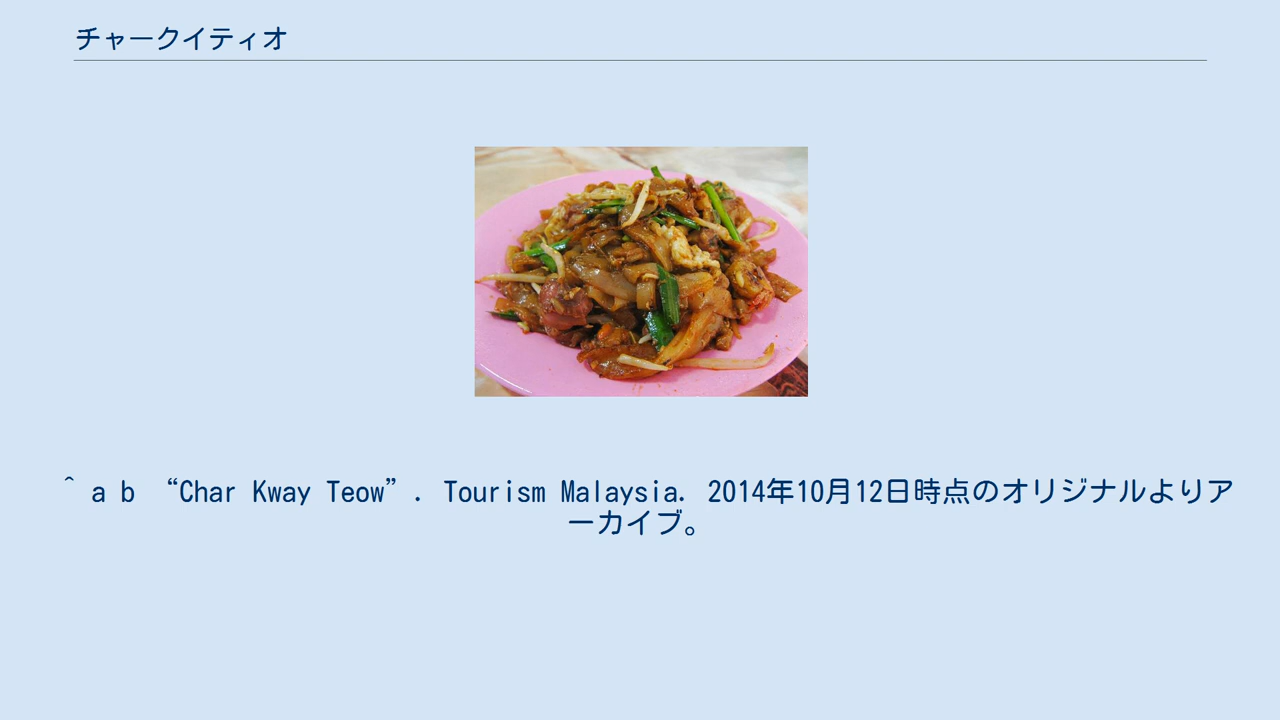 チャークイティオ
^ a b “Char Kway Teow”. Tourism Malaysia. 2014年10月12日時点のオリジナルよりア
ーカイブ。